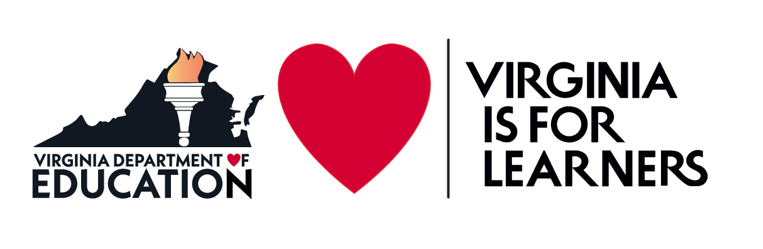 VIRGINIA DEPARTMENT OF
EDUCATION
VIRGINIA
IS FOR
LEARNERS